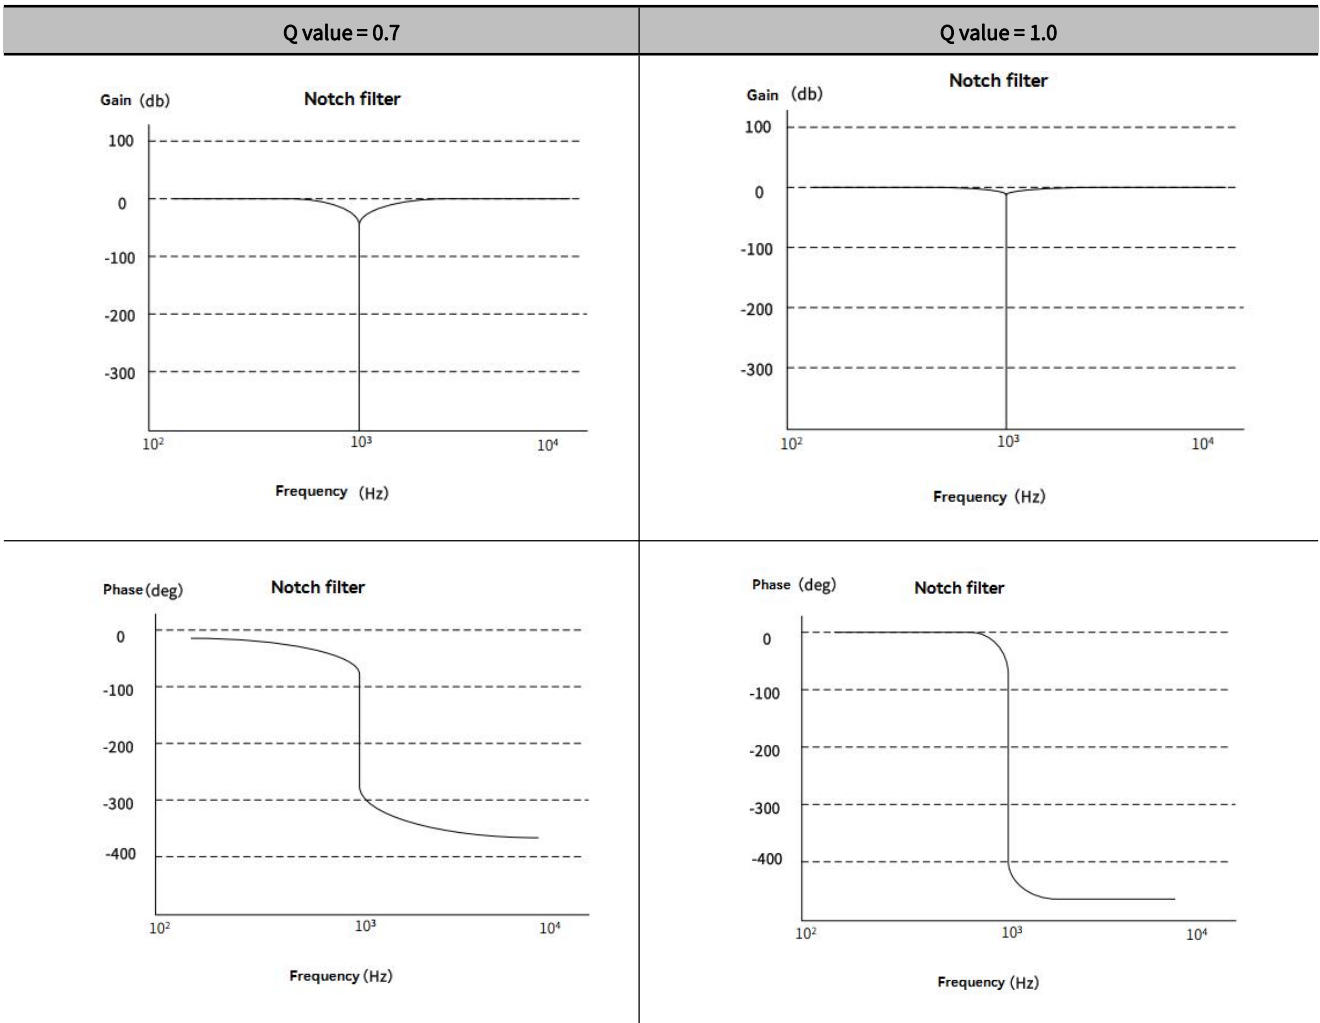 Q value = 0.7
Q value = 1.0
Gain (db)
Notch filter
100
0
-100
-200
-300
10²
10³
10⁴
Frequency (Hz)
Gain (db)
Notch filter
100
0
-100
-200
-300
10²
10³
10⁴
Frequency (Hz)
Phase (deg)
Notch filter
0
-100
-200
-300
-400
10²
10³
10⁴
Frequency (Hz)
Phase (deg)
Notch filter
0
-100
-200
-300
-400
10²
10³
10⁴
Frequency (Hz)